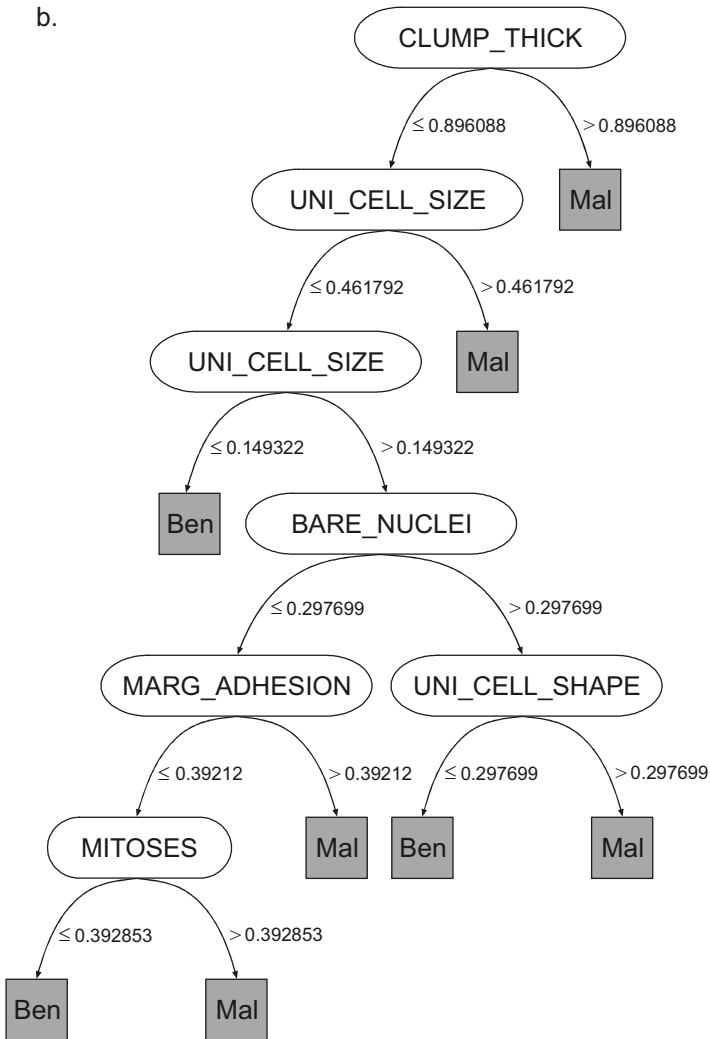 b.
CLUMP_THICK
≤ 0.896088 > 0.896088
UNI_CELL_SIZE Mal
≤ 0.461792 > 0.461792
UNI_CELL_SIZE Mal
≤ 0.149322 > 0.149322
Ben BARE_NUCLEI
≤ 0.297699 > 0.297699
MARG_ADHESION UNI_CELL_SHAPE
≤ 0.39212 > 0.39212 ≤ 0.297699 > 0.297699
MITOSES Mal Ben Mal
≤ 0.392853 > 0.392853
Ben Mal